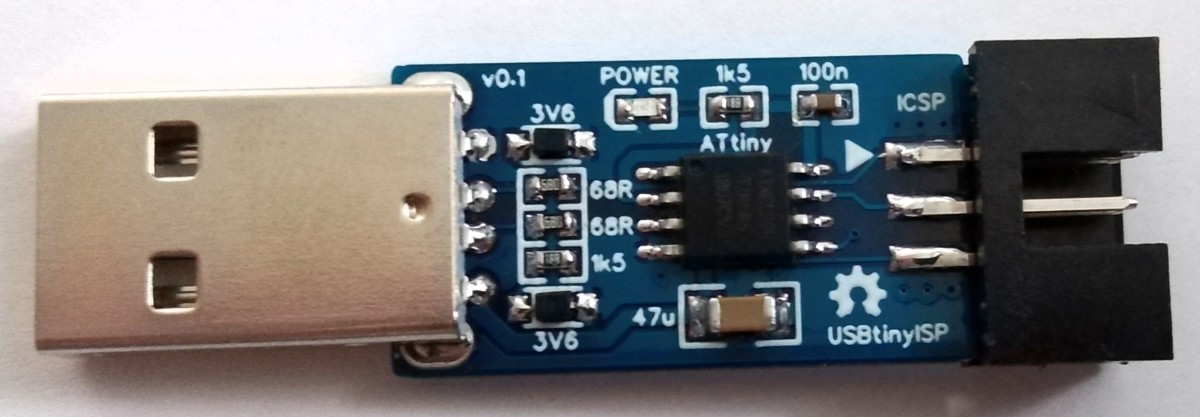 v0.1
POWER
1k5
100n
ICSP
3V6
ATtiny
68R
68R
1k5
47u
3V6
USBtinyISP